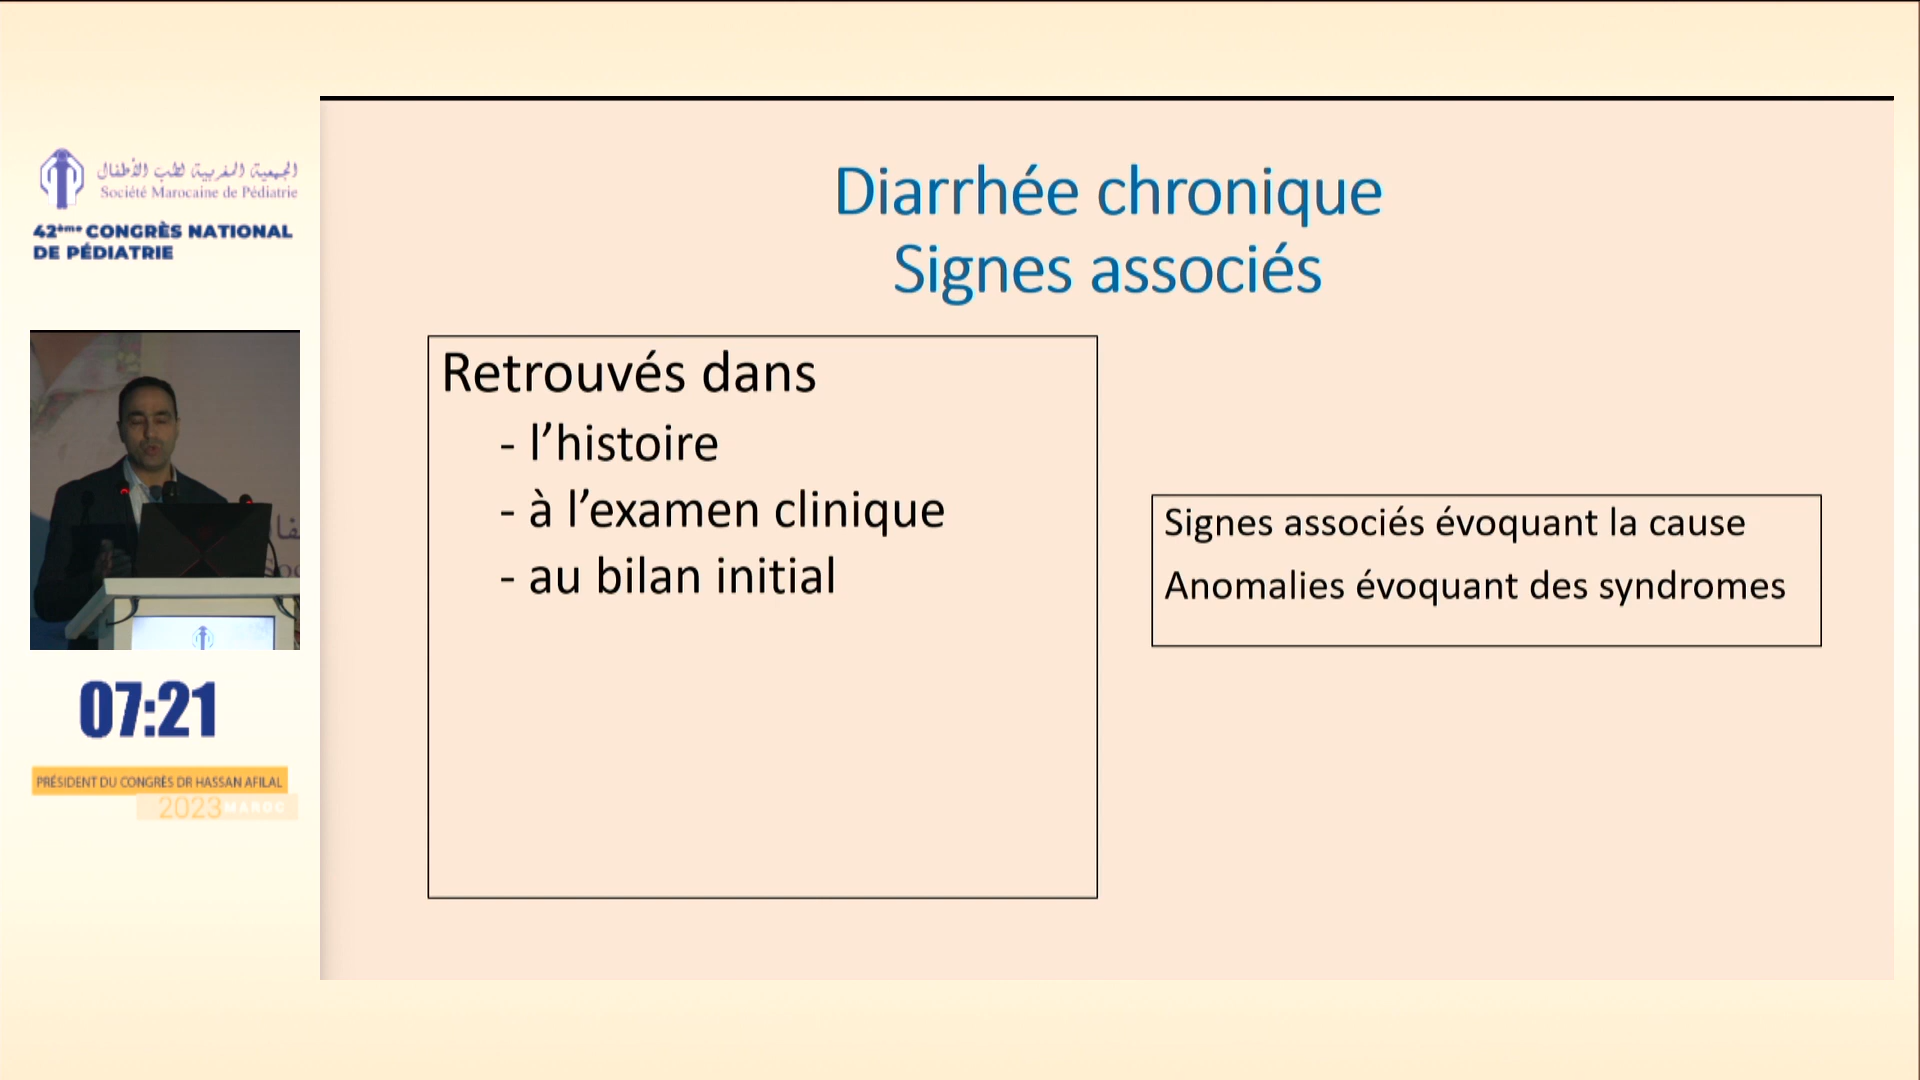 الجمعية المغربية لطب الأطفال
Société Marocaine de Pédiatrie
42ème CONGRÈS NATIONAL
DE PÉDIATRIE
07:21
PRÉSIDENT DU CONGRÈS DR HASSAN AFILAL
2023 MAROC
Diarrhée chronique
Signes associés
Retrouvés dans
- l’histoire
- à l’examen clinique
- au bilan initial
Signes associés évoquant la cause
Anomalies évoquant des syndromes